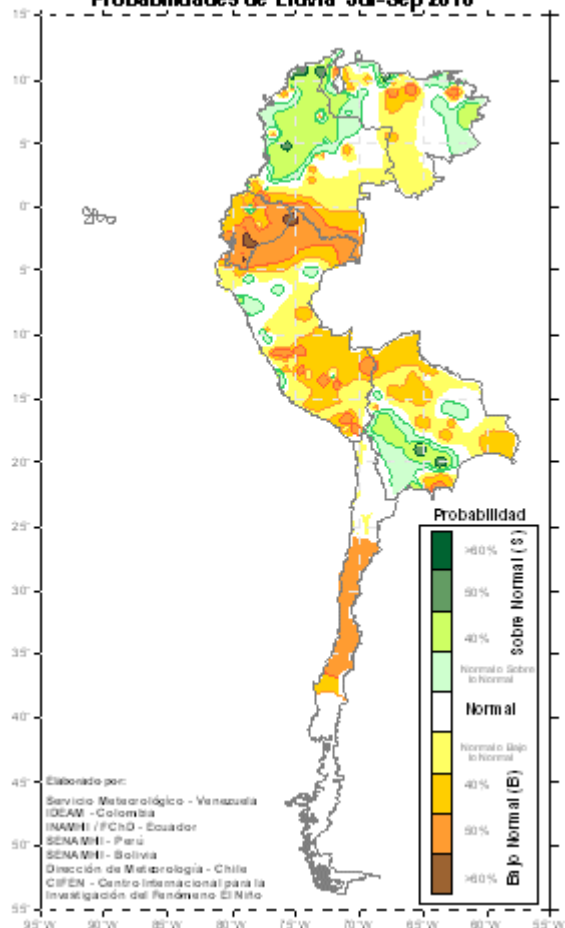 Probabilidades de Lluvia Jul-Sep 2010
15°
10°
5°
0°
5°
10°
15°
20°
25°
30°
35°
40°
45°
50°
55°
95°W
90°W
85°W
80°W
75°W
70°W
65°W
60°W
55°W
Probabilidad
>60%
50%
40%
sobre Normal (S)
Normal o Sobre
lo Normal
Normal
Normal o Bajo
lo Normal
40%
50%
>60%
Bajo Normal (B)
Elaborado por:
Servicio Meteorológico - Venezuela
IDEAM - Colombia
INAMHI / FChD - Ecuador
SENAMHI - Perú
SENAMHI - Bolivia
Dirección de Meteorología - Chile
CIIFEN - Centro Internacional para la
Investigación del Fenómeno El Niño